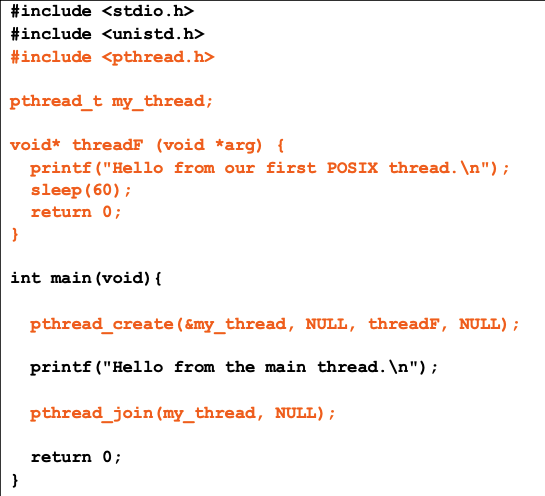 #include <stdio.h>
#include <unistd.h>
#include <pthread.h>

pthread_t my_thread;

void* threadF (void *arg) {
  printf("Hello from our first POSIX thread.\n");
  sleep(60);
  return 0;
}

int main(void){

  pthread_create(&my_thread, NULL, threadF, NULL);

  printf("Hello from the main thread.\n");

  pthread_join(my_thread, NULL);

  return 0;
}